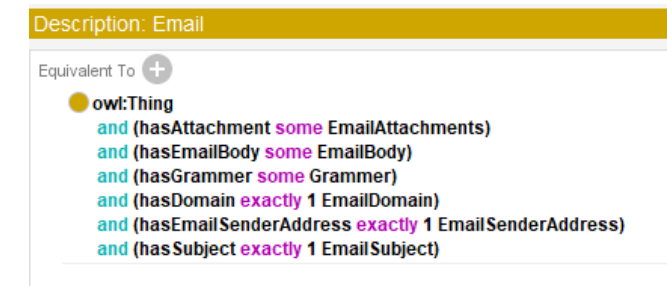 Description: Email
Equivalent To
owl:Thing
and (hasAttachment some EmailAttachments)
and (hasEmailBody some EmailBody)
and (hasGrammer some Grammer)
and (hasDomain exactly 1 EmailDomain)
and (hasEmailSenderAddress exactly 1 EmailSenderAddress)
and (hasSubject exactly 1 EmailSubject)